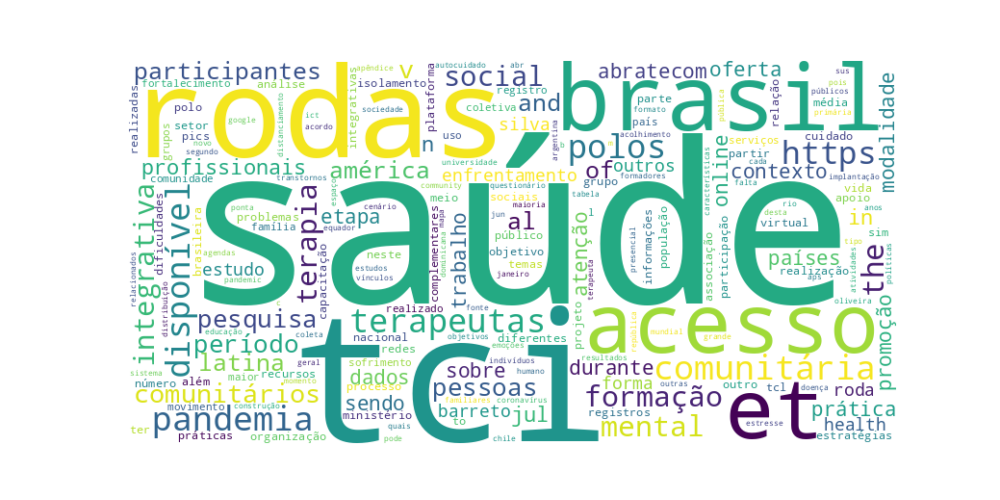 saúde
tci
rodas
brasil
acesso
et
https
polos
comunitária
pandemia
terapeutas
disponível
formação
integrativa
terapia
mental
pesquisa
período
comunitários
participantes
profissionais
social
and
v
n
silva
abratecom
oferta
of
outros
online
contexto
modalidade
in
the
al
américa
enfrentamento
etapa
latina
dados
sendo
sobre
pessoas
barreto
jul
durante
forma
promoção
prática
health
roda
estratégias
países
atenção
trabalho
estudo
complementares
capacitação
realizadas
fortalecimento
análise
isolamento
plataforma
coletiva
registro
uso
polo
setor
pics
grupos
integrativas
comunidade
dificuldades
brasileira
problemas
família
meio
neste
sociais
grupo
público
objetivo
temas
janeiro
realizado
nacional
redes
diferentes
projeto
informações
população
associação
participação
virtual
realização
partir
serviços
parte
país
média
relação
cuidado
vida
apoio
sim
outro
tcl
registros
número
além
maior
recursos
movimento
práticas
organização
ter
sofrimento
processo
ministério
to
geral
autocuidado
abr
apêndice
sociedade
google
distanciamento
ict
acordo
novo
segundo
universidade
community
questionário
maioria
transtornos
espaço
cenário
mapa
equador
dominicana
argentina
acolhimento
formadores
formato
públicos
pois
sus
primária
pública
características
falta
cada
implantação
anos
desta
rio
aps
tipo
atividades
políticas
oliveira
presencial
terapeuta
jun
ponta
agendas
pandemic
estudos
vínculos
fonte
relacionados
distribuição
educação
coleta
objetivos
emoções
indivíduos
humano
resultados
república
mundial
grande
tabela
sistema
momento
construção
familiares
coronavírus
quais
pode
chile
outras
doença
estresse
b
l